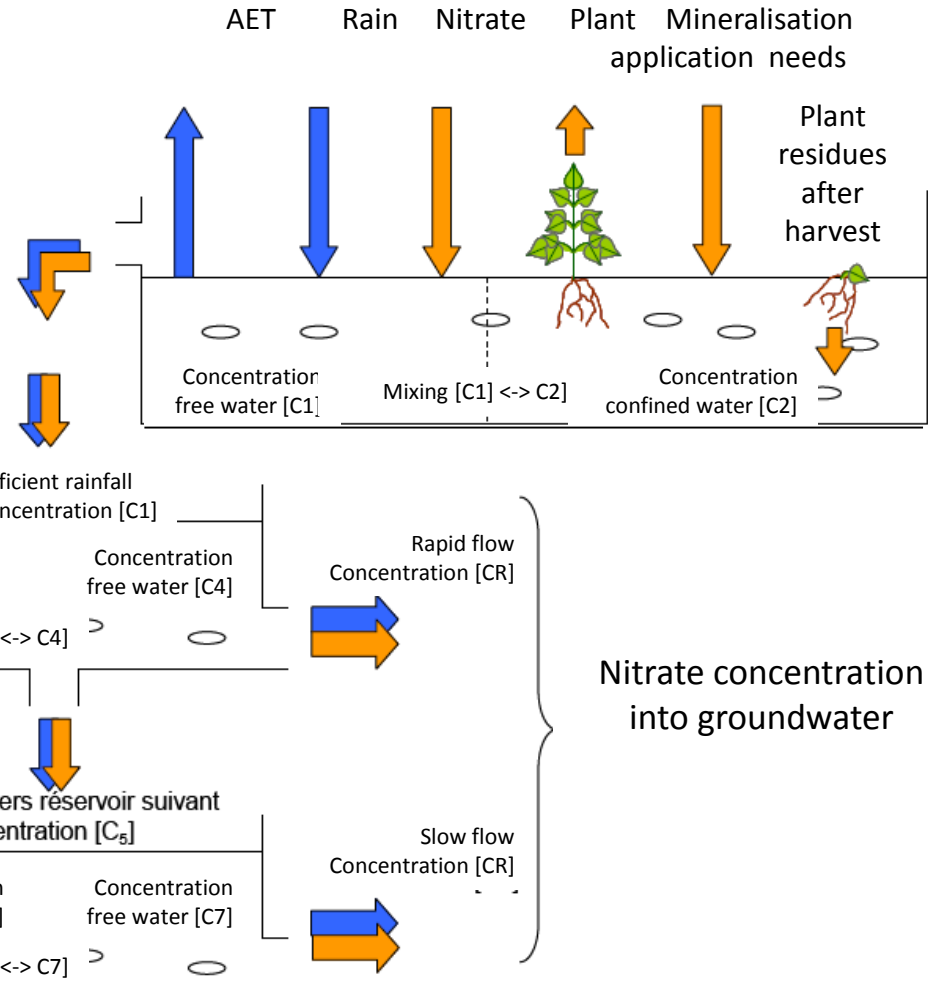 AET Rain Nitrate Plant Mineralisation
application needs
Plant
residues
after
harvest
Concentration
free water [C1]
Mixing [C1] <-> C2]
Concentration
confined water [C2]
ficient rainfall
ncentration [C1]
Concentration
free water [C4]
<-> C4]
Rapid flow
Concentration [CR]
Nitrate concentration
into groundwater
ers réservoir suivant
entration [C₅]
Concentration
free water [C7]
<-> C7]
Slow flow
Concentration [CR]